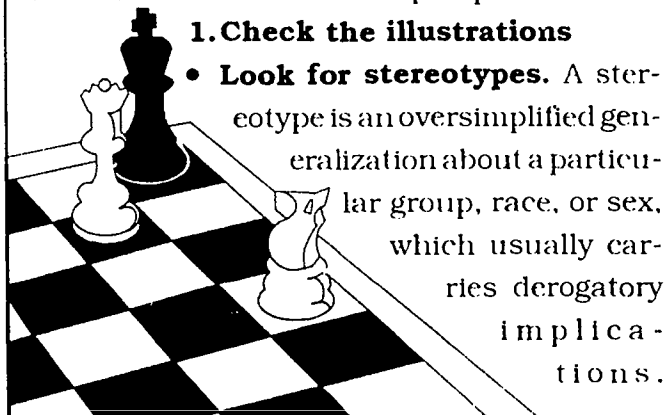 1. Check the illustrations
• Look for stereotypes. A ster-
eotype is an oversimplified gen-
eralization about a particu-
lar group, race, or sex,
which usually car-
ries derogatory
implica-
tions.